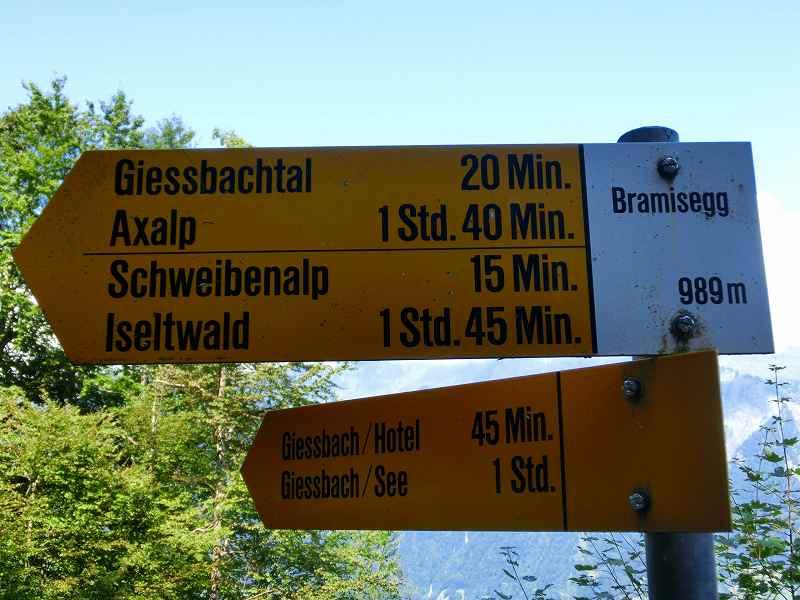 Giessbachtal 20 Min.
Axalp 1 Std. 40 Min.
Schweibenalp 15 Min.
Iseltwald 1 Std. 45 Min.
Bramisegg
989m
Giessbach/Hotel 45 Min.
Giessbach/See 1 Std.